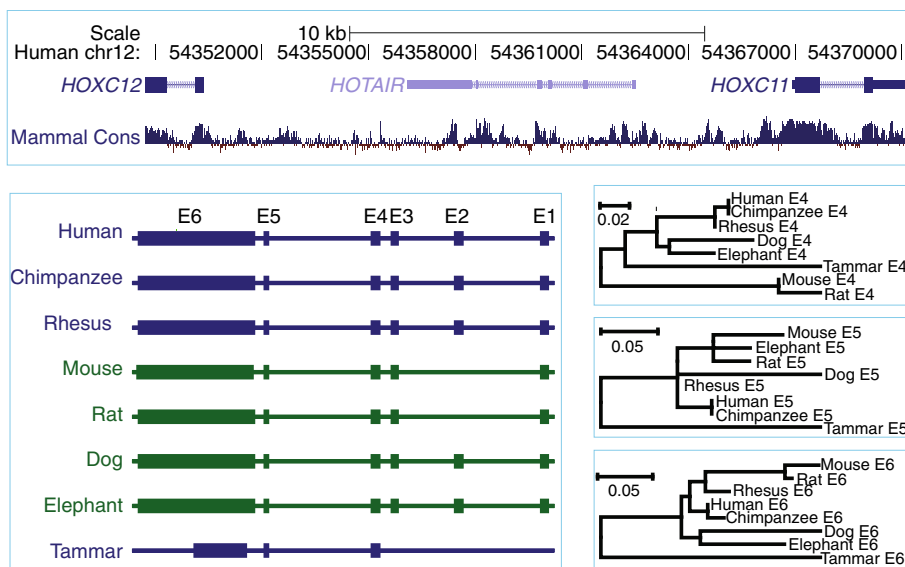 Scale 10 kb
Human chr12: 54352000 54355000 54358000 54361000 54364000 54367000 54370000
HOXC12 HOTAIR HOXC11
Mammal Cons
E6 E5 E4 E3 E2 E1
Human
Chimpanzee
Rhesus
Mouse
Rat
Dog
Elephant
Tammar
0.02
Human E4
Chimpanzee E4
Rhesus E4
Dog E4
Elephant E4
Tammar E4
Mouse E4
Rat E4
0.05
Mouse E5
Elephant E5
Rat E5
Dog E5
Rhesus E5
Human E5
Chimpanzee E5
Tammar E5
0.05
Mouse E6
Rat E6
Rhesus E6
Human E6
Chimpanzee E6
Dog E6
Elephant E6
Tammar E6